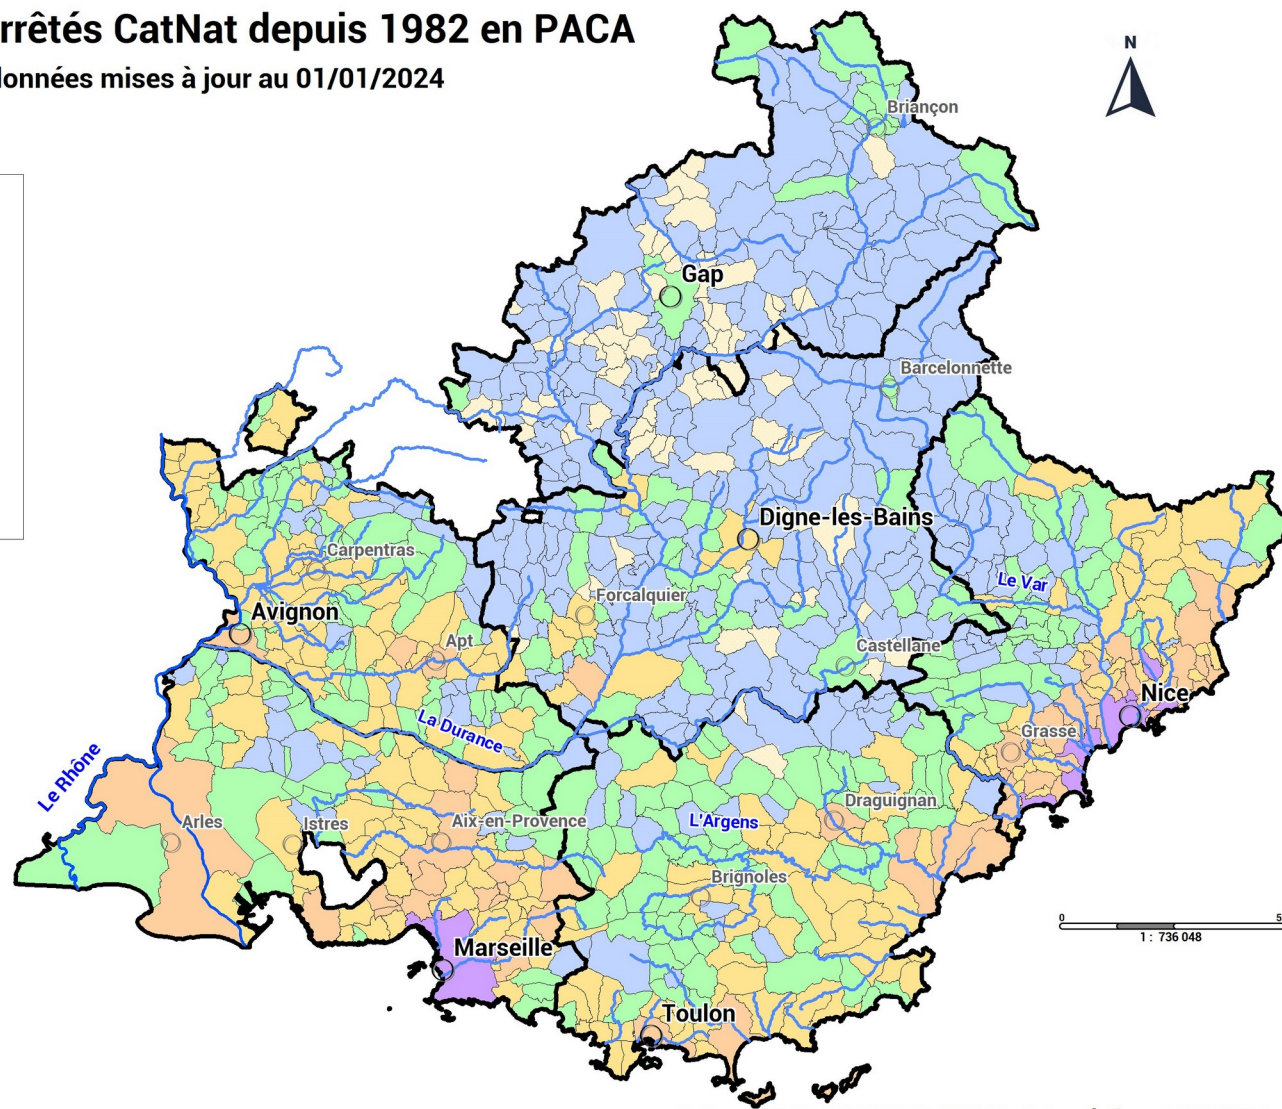 rrêtés CatNat depuis 1982 en PACA
données mises à jour au 01/01/2024
N
Briançon
Gap
Barcelonnette
Digne-les-Bains
Carpentras
Le Var
Forcalquier
Avignon
Apt
Castellane
Nice
La Durance
Grasse
Le Rhône
Draguignan
Arles
Istres
Aix-en-Provence
L'Argens
Brignoles
0
5
1 : 736 048
Marseille
Toulon